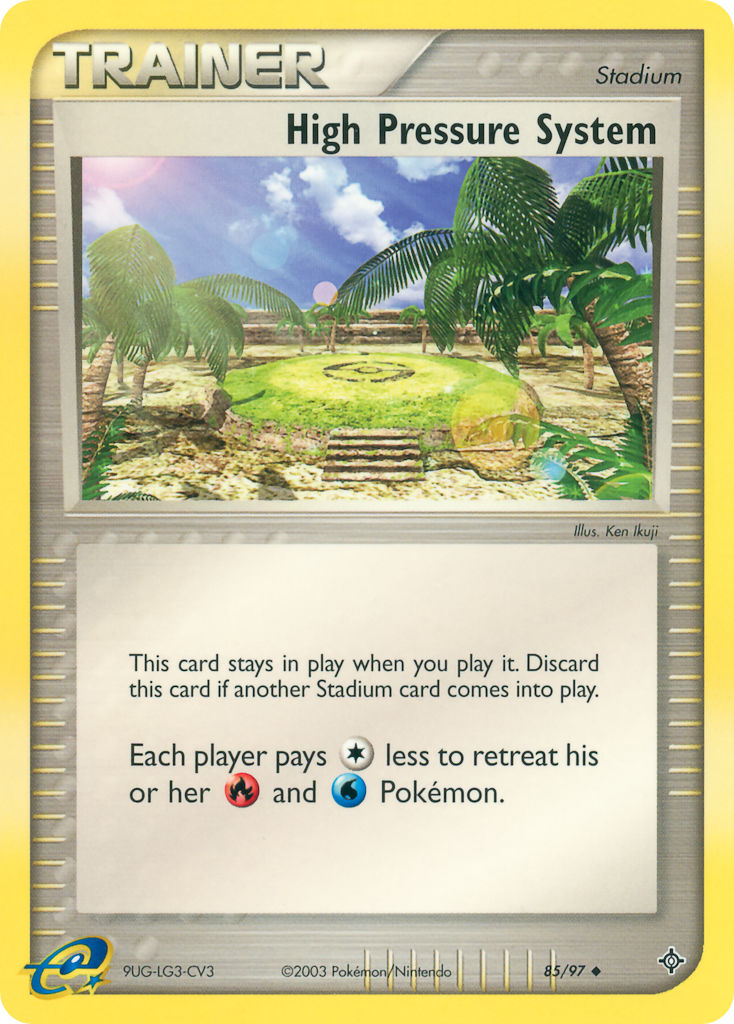 TRAINER
Stadium
High Pressure System
Illus. Ken Ikuji
This card stays in play when you play it. Discard
this card if another Stadium card comes into play.
Each player pays less to retreat his
or her and Pokémon.
e
9UG-LG3-CV3
©2003 Pokémon/Nintendo
85/97